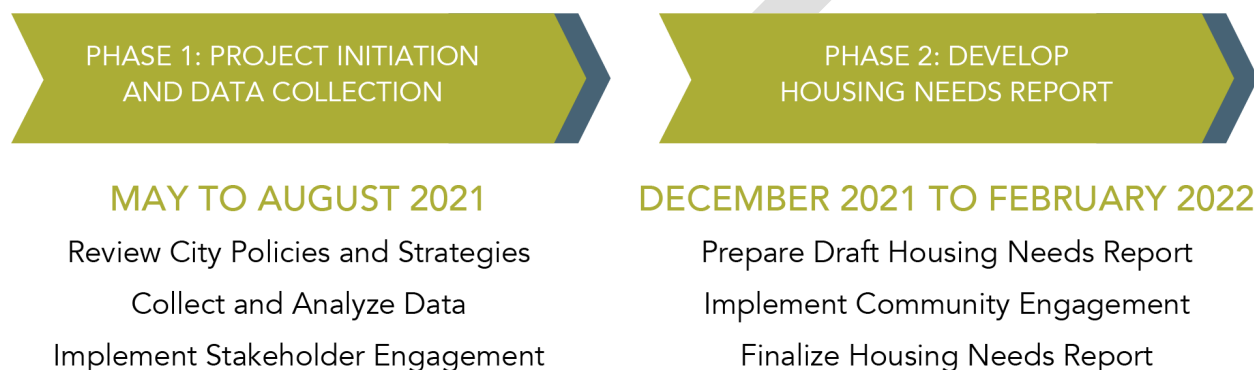 PHASE 1: PROJECT INITIATION
AND DATA COLLECTION
MAY TO AUGUST 2021
Review City Policies and Strategies
Collect and Analyze Data
Implement Stakeholder Engagement
PHASE 2: DEVELOP
HOUSING NEEDS REPORT
DECEMBER 2021 TO FEBRUARY 2022
Prepare Draft Housing Needs Report
Implement Community Engagement
Finalize Housing Needs Report